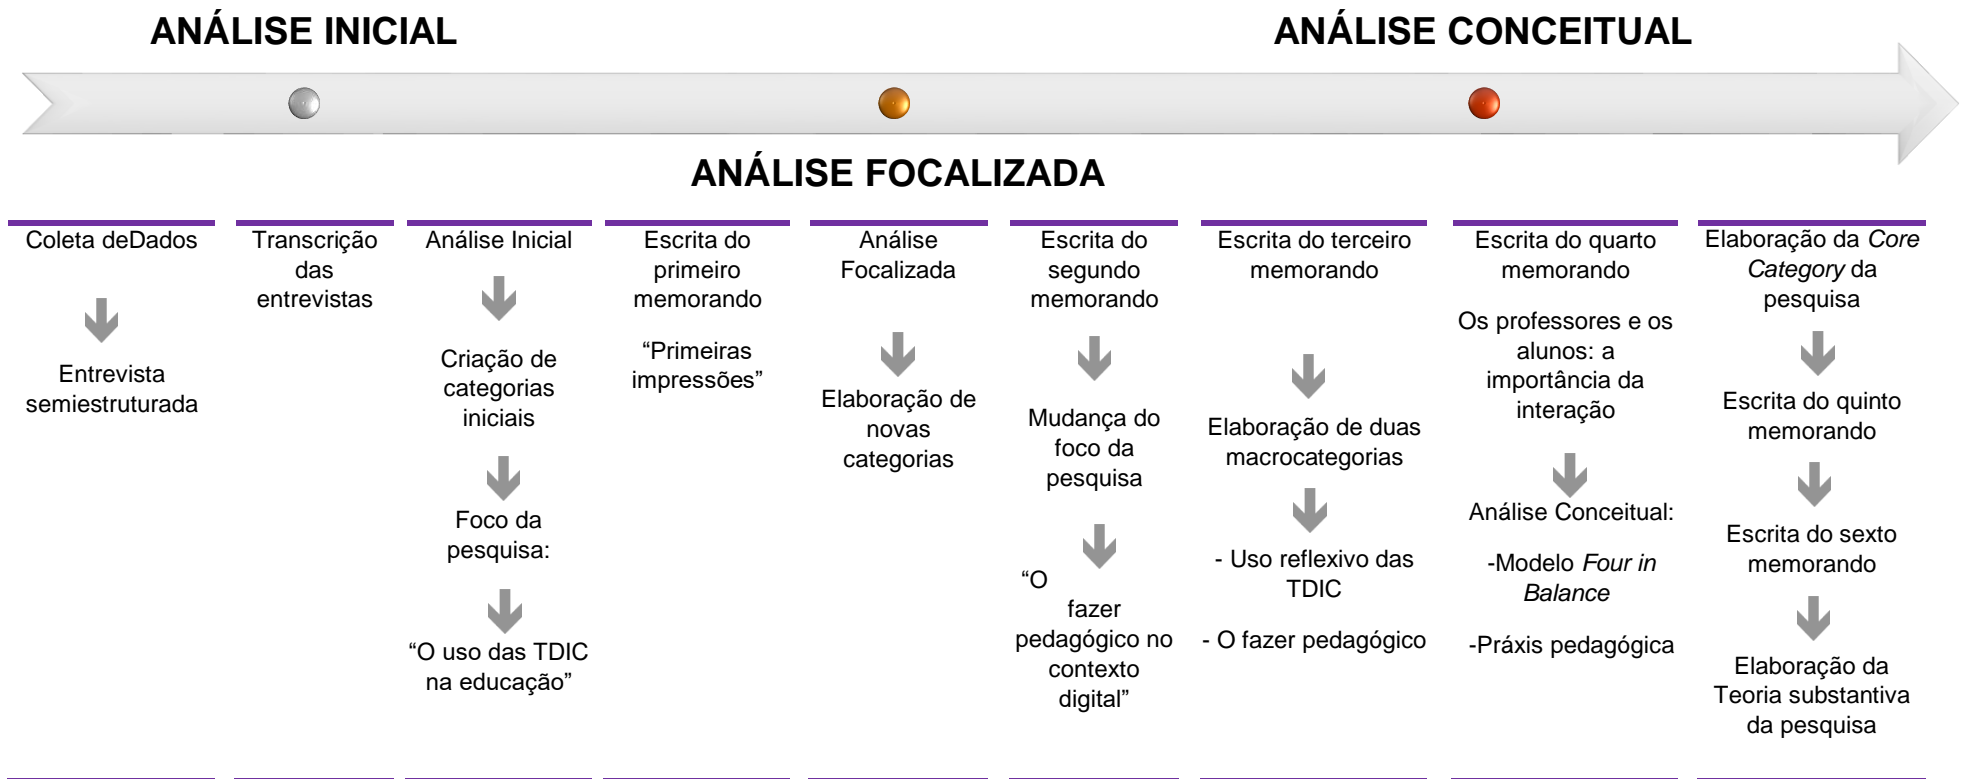 ANÁLISE INICIAL
ANÁLISE CONCEITUAL
ANÁLISE FOCALIZADA
Coleta deDados
Entrevista
semiestruturada
Transcrição
das
entrevistas
Análise Inicial
Criação de
categorias
iniciais
Foco da
pesquisa:
“O uso das TDIC
na educação”
Escrita do
primeiro
memorando
“Primeiras
impressões”
Análise
Focalizada
Elaboração de
novas
categorias
Escrita do
segundo
memorando
Mudança do
foco da
pesquisa
“O
fazer
pedagógico no
contexto
digital”
Escrita do terceiro
memorando
Elaboração de duas
macrocategorias
- Uso reflexivo das
TDIC
- O fazer pedagógico
Escrita do quarto
memorando
Os professores e os
alunos: a
importância da
interação
Análise Conceitual:
-Modelo Four in
Balance
-Práxis pedagógica
Elaboração da Core
Category da
pesquisa
Escrita do quinto
memorando
Escrita do sexto
memorando
Elaboração da
Teoria substantiva
da pesquisa